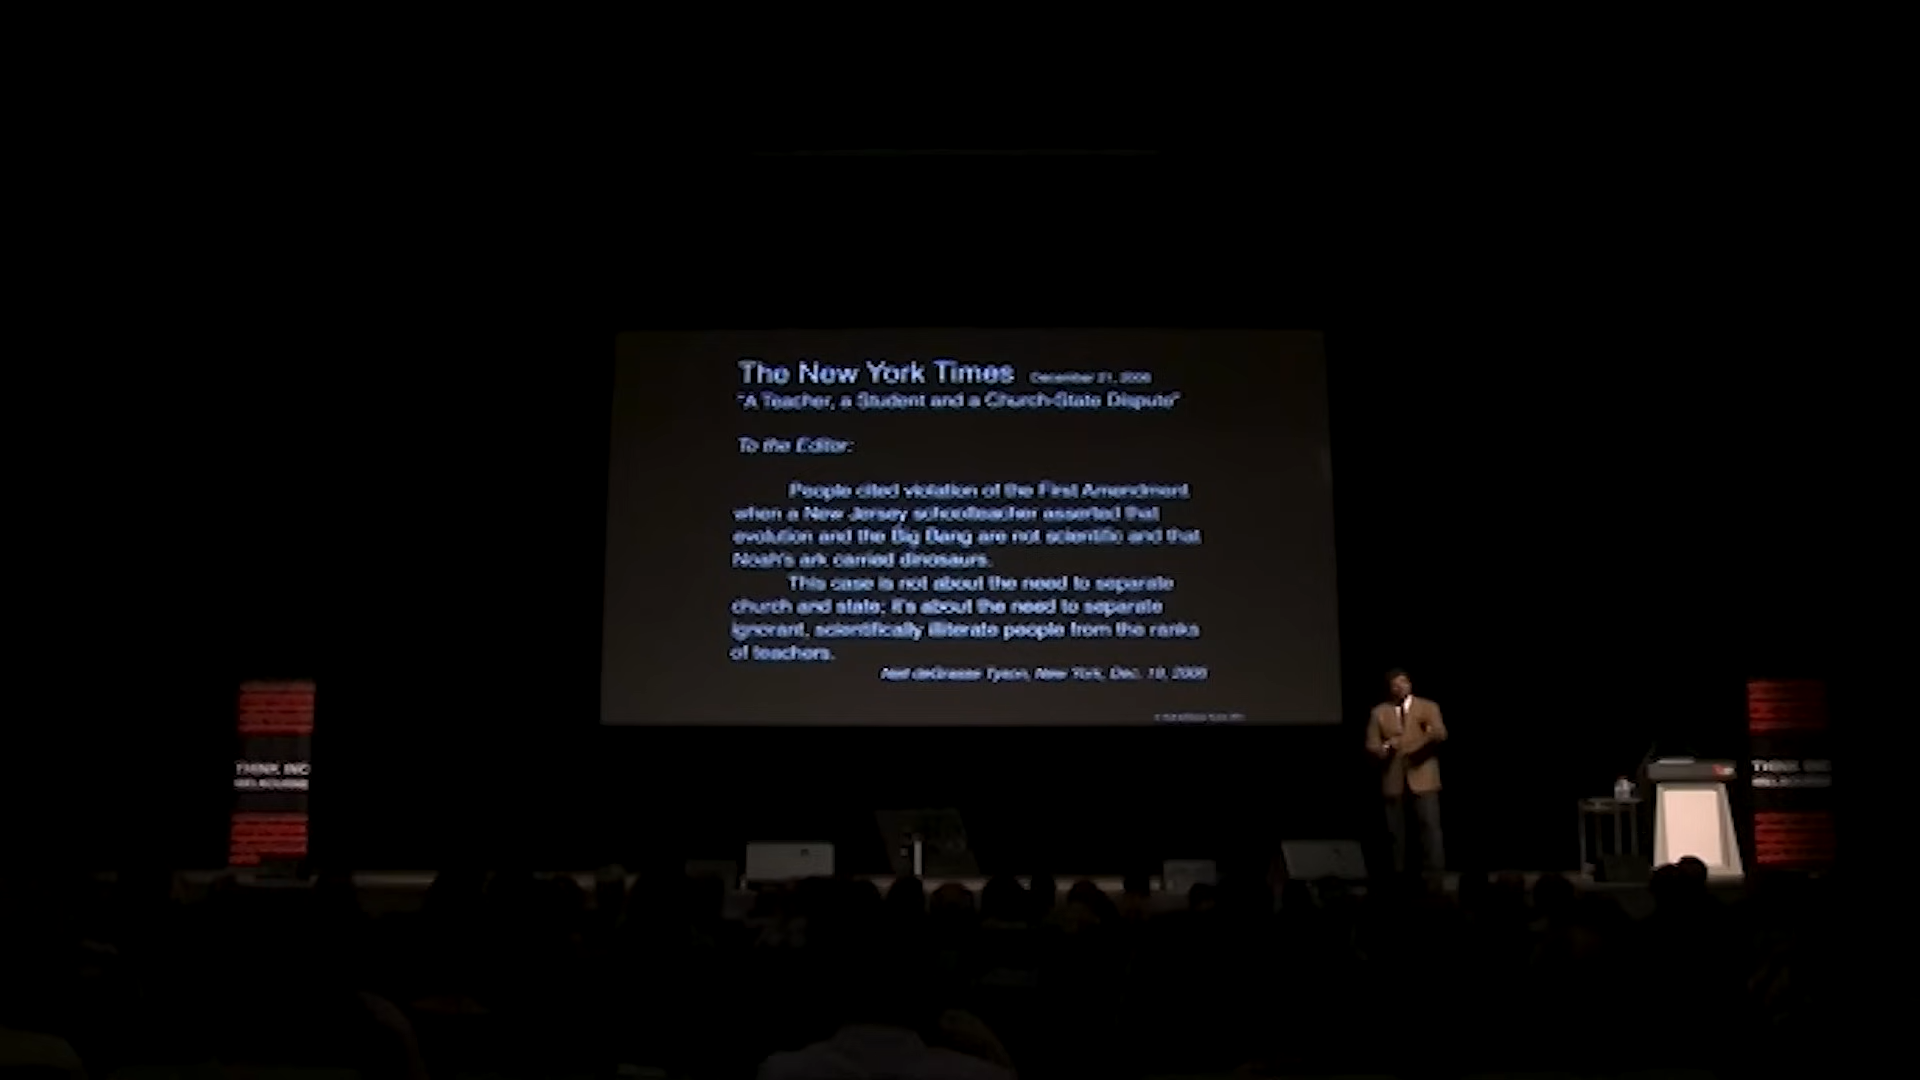 The New York Times December 21, 2006
"A Teacher, a Student and a Church-State Dispute"
To the Editor:
People cited violation of the First Amendment
when a New Jersey schoolteacher asserted that
evolution and the Big Bang are not scientific and that
Noah's ark carried dinosaurs.
This case is not about the need to separate
church and state; it's about the need to separate
ignorant, scientifically illiterate people from the ranks
of teachers.
Neil deGrasse Tyson, New York, Dec. 19, 2006
THINK INC
MELBOURNE
THINK INC
MELBOURNE